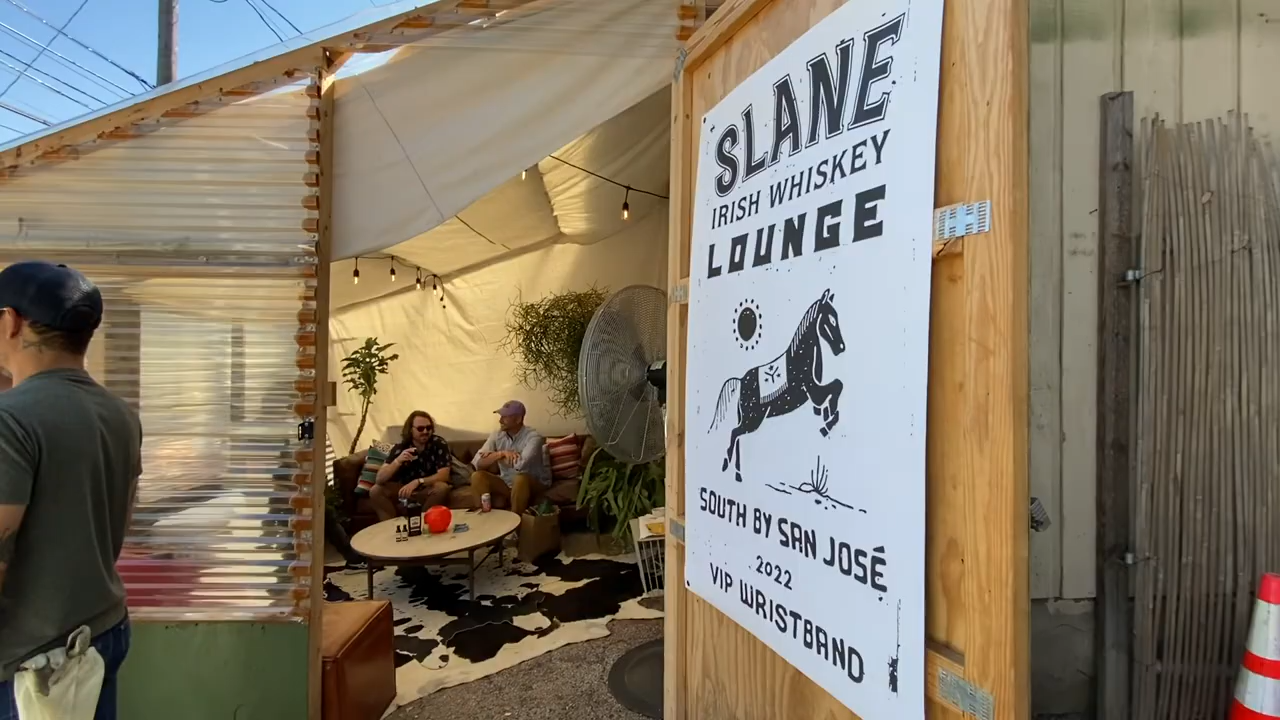 SLANE
IRISH WHISKEY
LOUNGE
SOUTH BY SAN JOSÉ
2022
VIP WRISTBAND